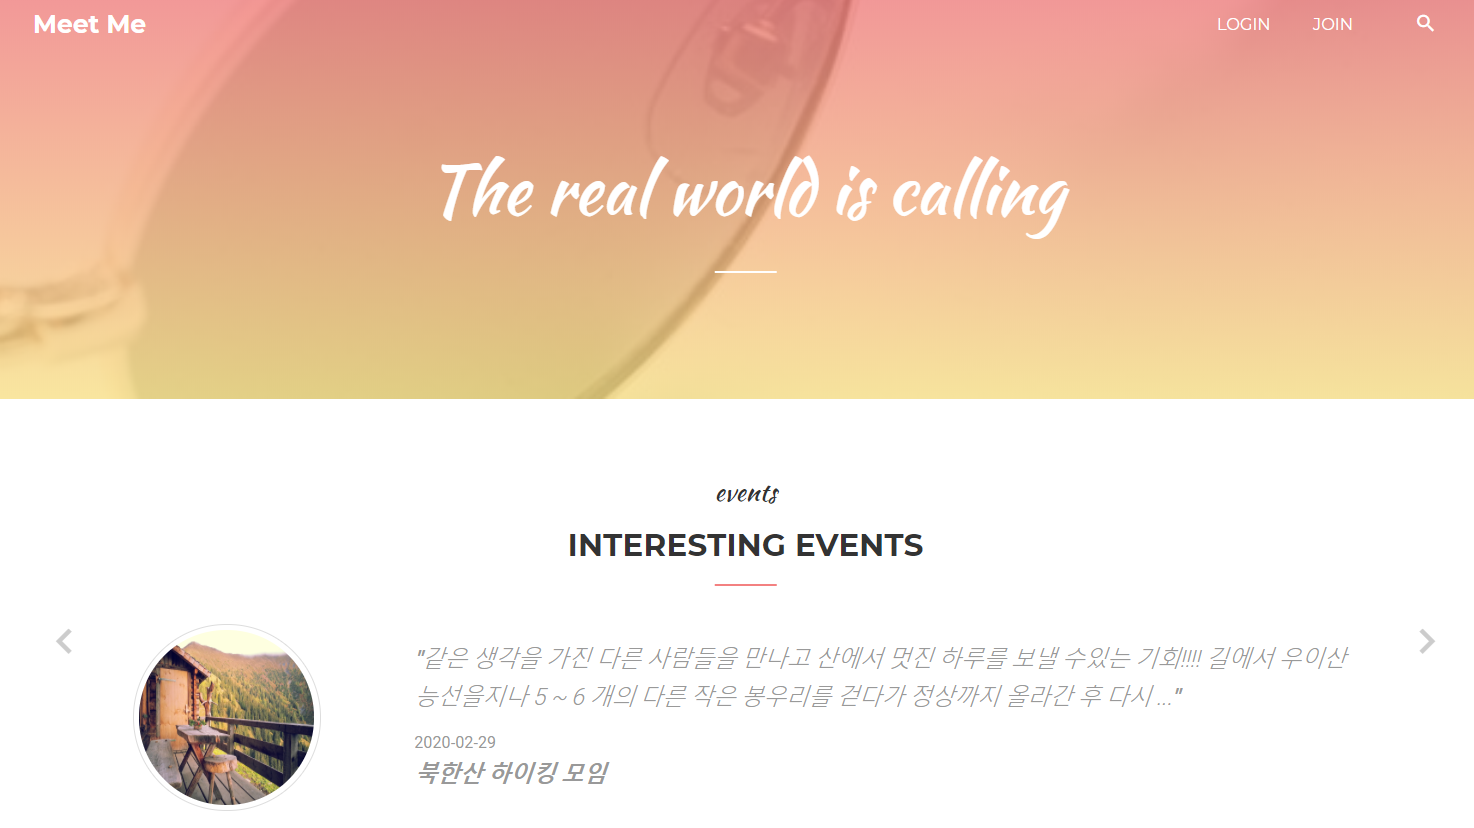 Meet Me
LOGIN JOIN
The real world is calling
events
INTERESTING EVENTS
"같은 생각을 가진 다른 사람들을 만나고 산에서 멋진 하루를 보낼 수있는 기회!!!! 길에서 우이산
능선을지나 5 ~ 6 개의 다른 작은 봉우리를 걷다가 정상까지 올라간 후 다시 ..."
2020-02-29
북한산 하이킹 모임